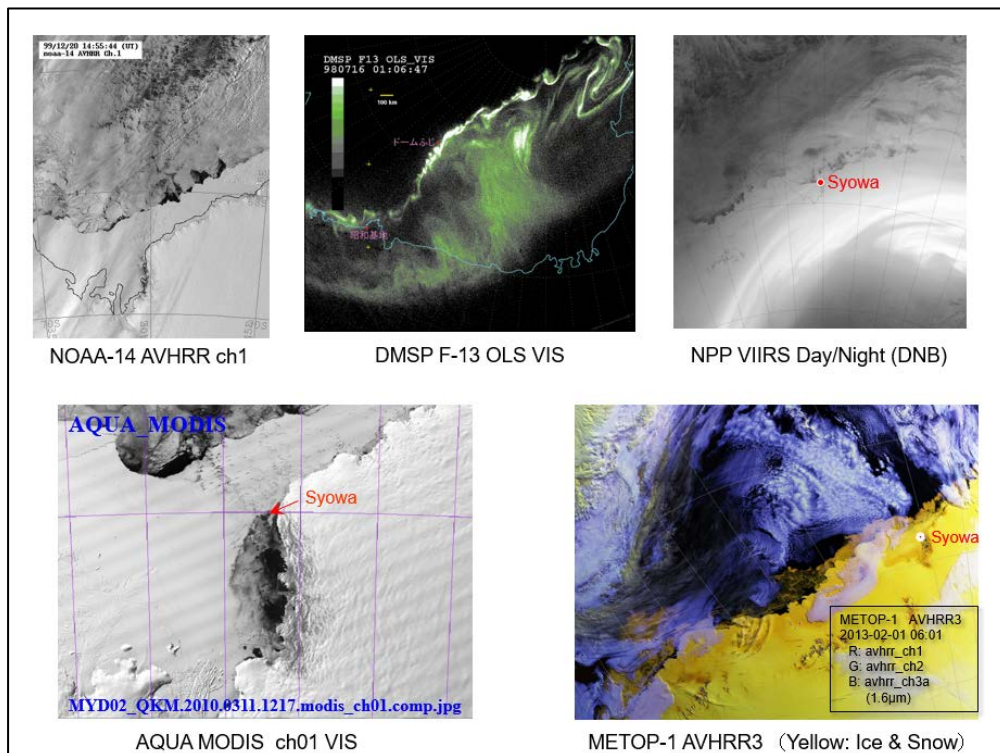 99/12/20 14:55:44 (UT)
noaa-14 AVHRR Ch.1
NOAA-14 AVHRR ch1
DMSP F13 OLS_VIS
980716 01:06:47
100 km
ドームふじ
昭和基地
DMSP F-13 OLS VIS
Syowa
NPP VIIRS Day/Night (DNB)
AQUA_MODIS
Syowa
MYD02_QKM.2010.0311.1217.modis_ch01.comp.jpg
AQUA MODIS ch01 VIS
Syowa
METOP-1 AVHRR3
2013-02-01 06:01
R: avhrr_ch1
G: avhrr_ch2
B: avhrr_ch3a
(1.6μm)
METOP-1 AVHRR3 （Yellow: Ice & Snow）